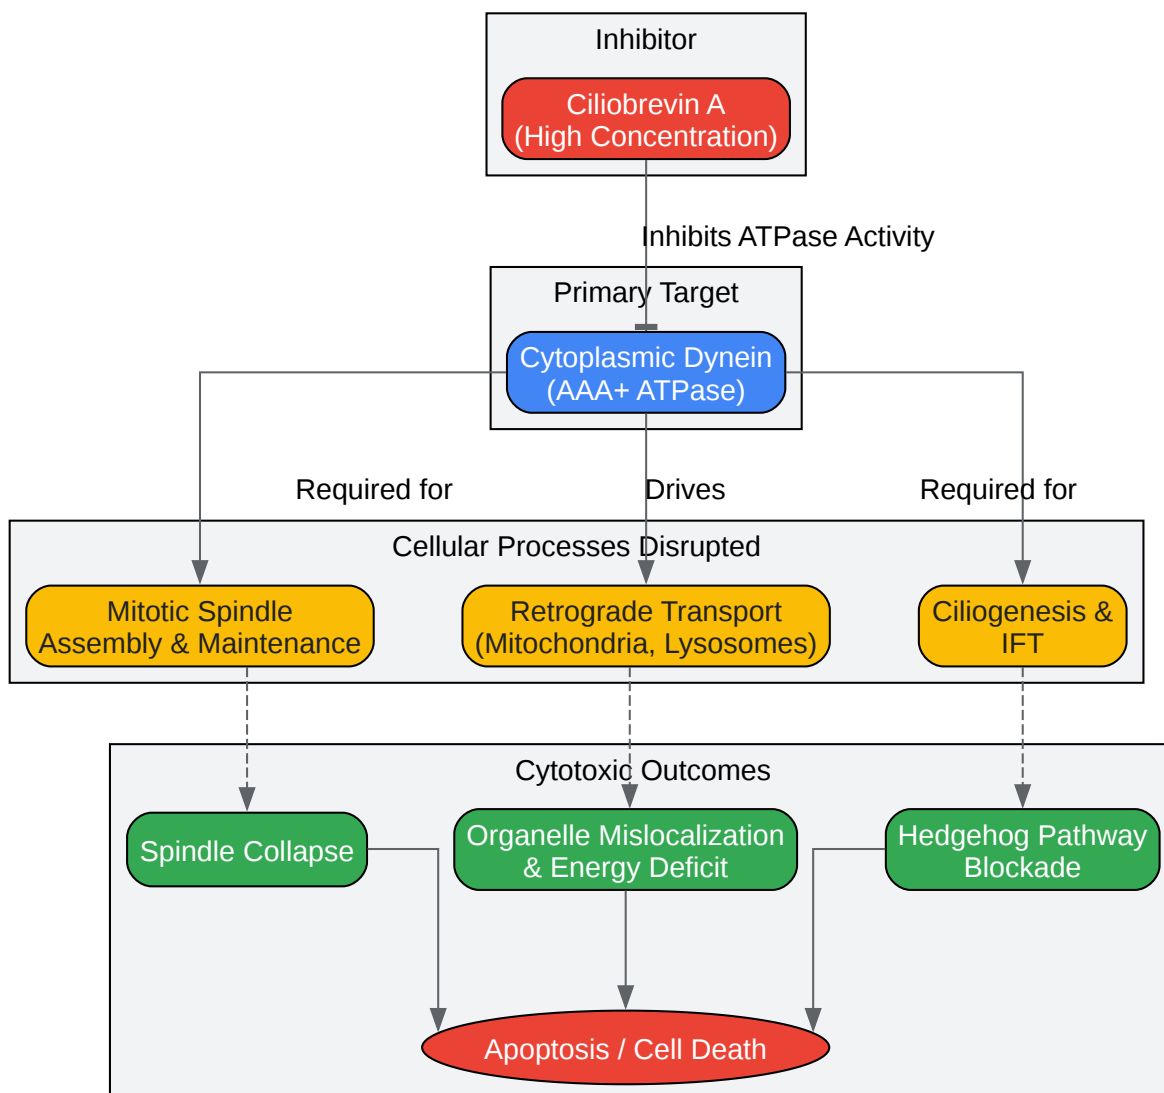 Inhibitor
Ciliobrevin A
(High Concentration)
Inhibits ATPase Activity
Primary Target
Cytoplasmic Dynein
(AAA+ ATPase)
Required for
Drives
Required for
Cellular Processes Disrupted
Mitotic Spindle
Assembly & Maintenance
Retrograde Transport
(Mitochondria, Lysosomes)
Ciliogenesis &
IFT
Cytotoxic Outcomes
Spindle Collapse
Organelle Mislocalization
& Energy Deficit
Hedgehog Pathway
Blockade
Apoptosis / Cell Death